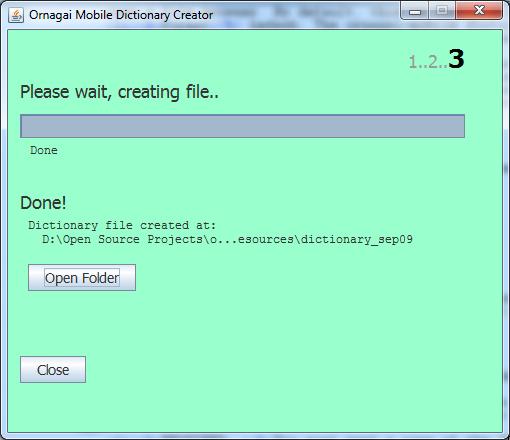 Ornagai Mobile Dictionary Creator
1..2..3
Please wait, creating file..
Done
Done!
Dictionary file created at:
D:\Open Source Projects\o...esources\dictionary_sep09
Open Folder
Close